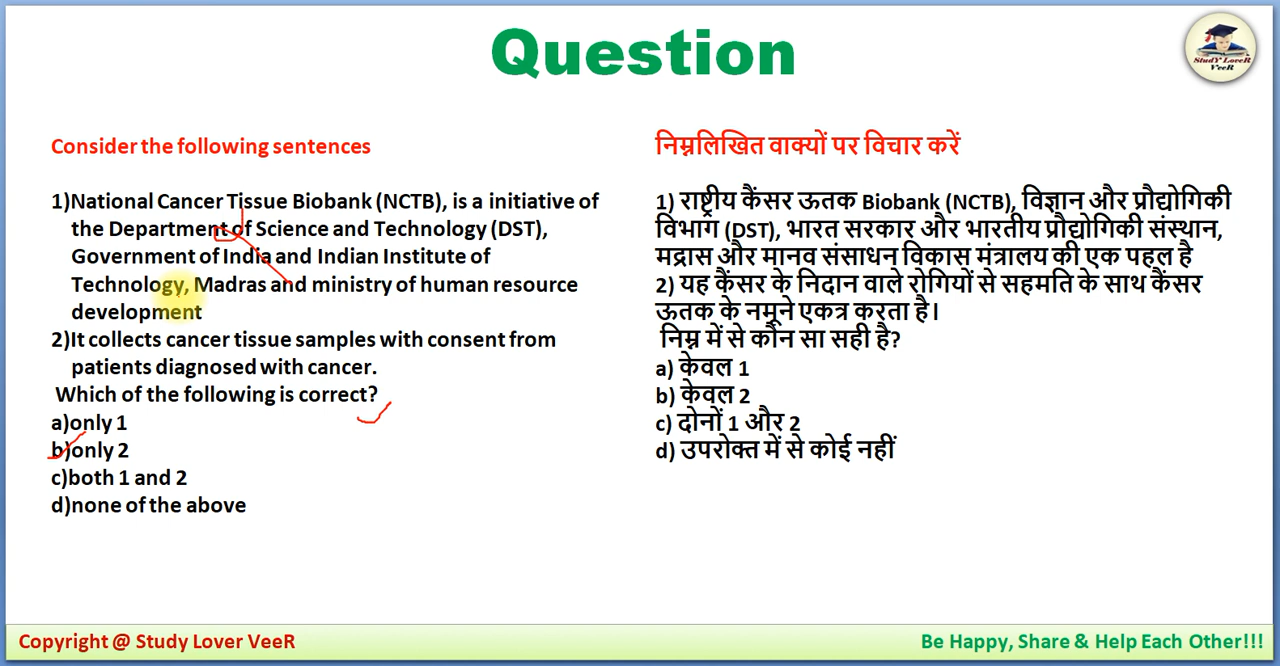 Question
StudY LoveR
VeeR
Consider the following sentences
1)National Cancer Tissue Biobank (NCTB), is a initiative of
the Department of Science and Technology (DST),
Government of India and Indian Institute of
Technology, Madras and ministry of human resource
development
2)It collects cancer tissue samples with consent from
patients diagnosed with cancer.
Which of the following is correct?
a)only 1
b)only 2
c)both 1 and 2
d)none of the above
निम्नलिखित वाक्यों पर विचार करें
1) राष्ट्रीय कैंसर ऊतक Biobank (NCTB), विज्ञान और प्रौद्योगिकी
विभाग (DST), भारत सरकार और भारतीय प्रौद्योगिकी संस्थान,
मद्रास और मानव संसाधन विकास मंत्रालय की एक पहल है
2) यह कैंसर के निदान वाले रोगियों से सहमति के साथ कैंसर
ऊतक के नमूने एकत्र करता है।
निम्न में से कौन सा सही है?
a) केवल 1
b) केवल 2
c) दोनों 1 और 2
d) उपरोक्त में से कोई नहीं
Copyright @ Study Lover VeeR
Be Happy, Share & Help Each Other!!!